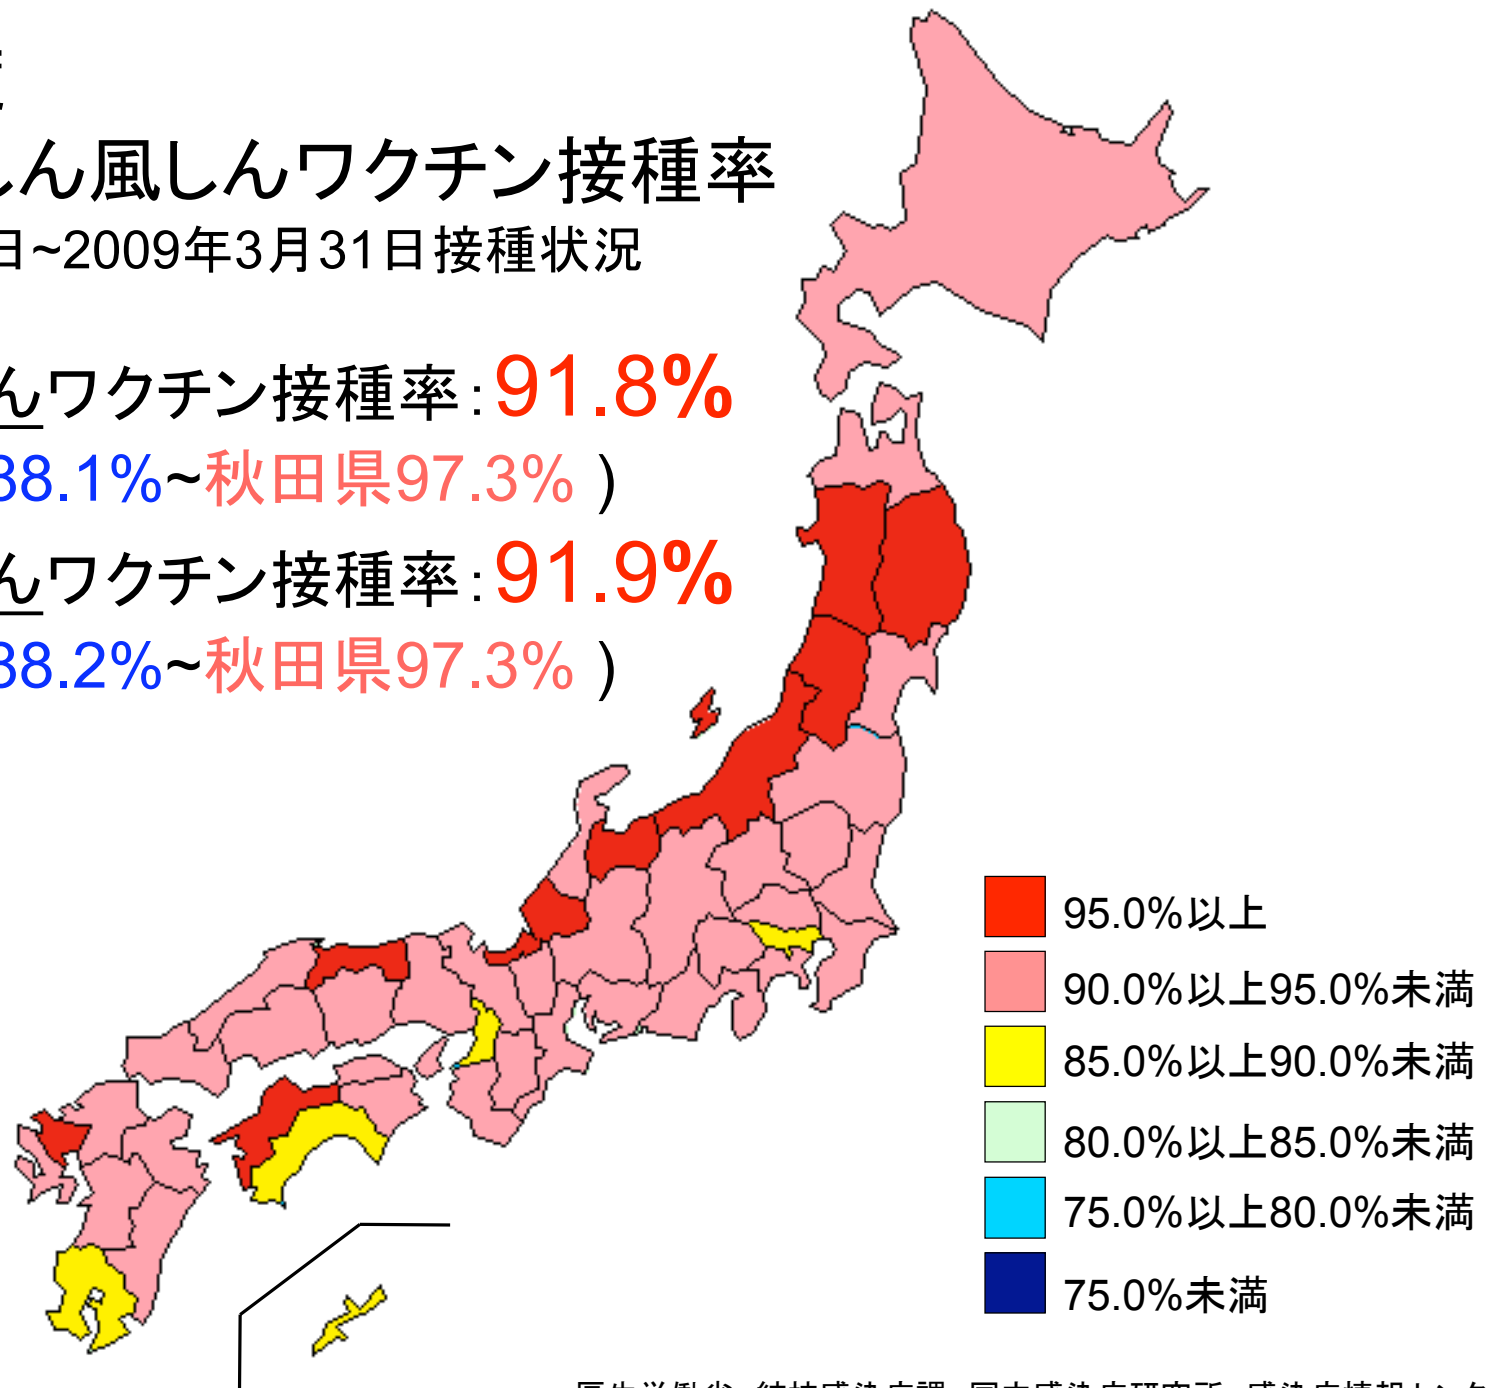 しん風しんワクチン接種率
日~2009年3月31日接種状況
んワクチン接種率:91.8%
88.1%~秋田県97.3% )
んワクチン接種率:91.9%
88.2%~秋田県97.3% )
95.0%以上
90.0%以上95.0%未満
85.0%以上90.0%未満
80.0%以上85.0%未満
75.0%以上80.0%未満
75.0%未満